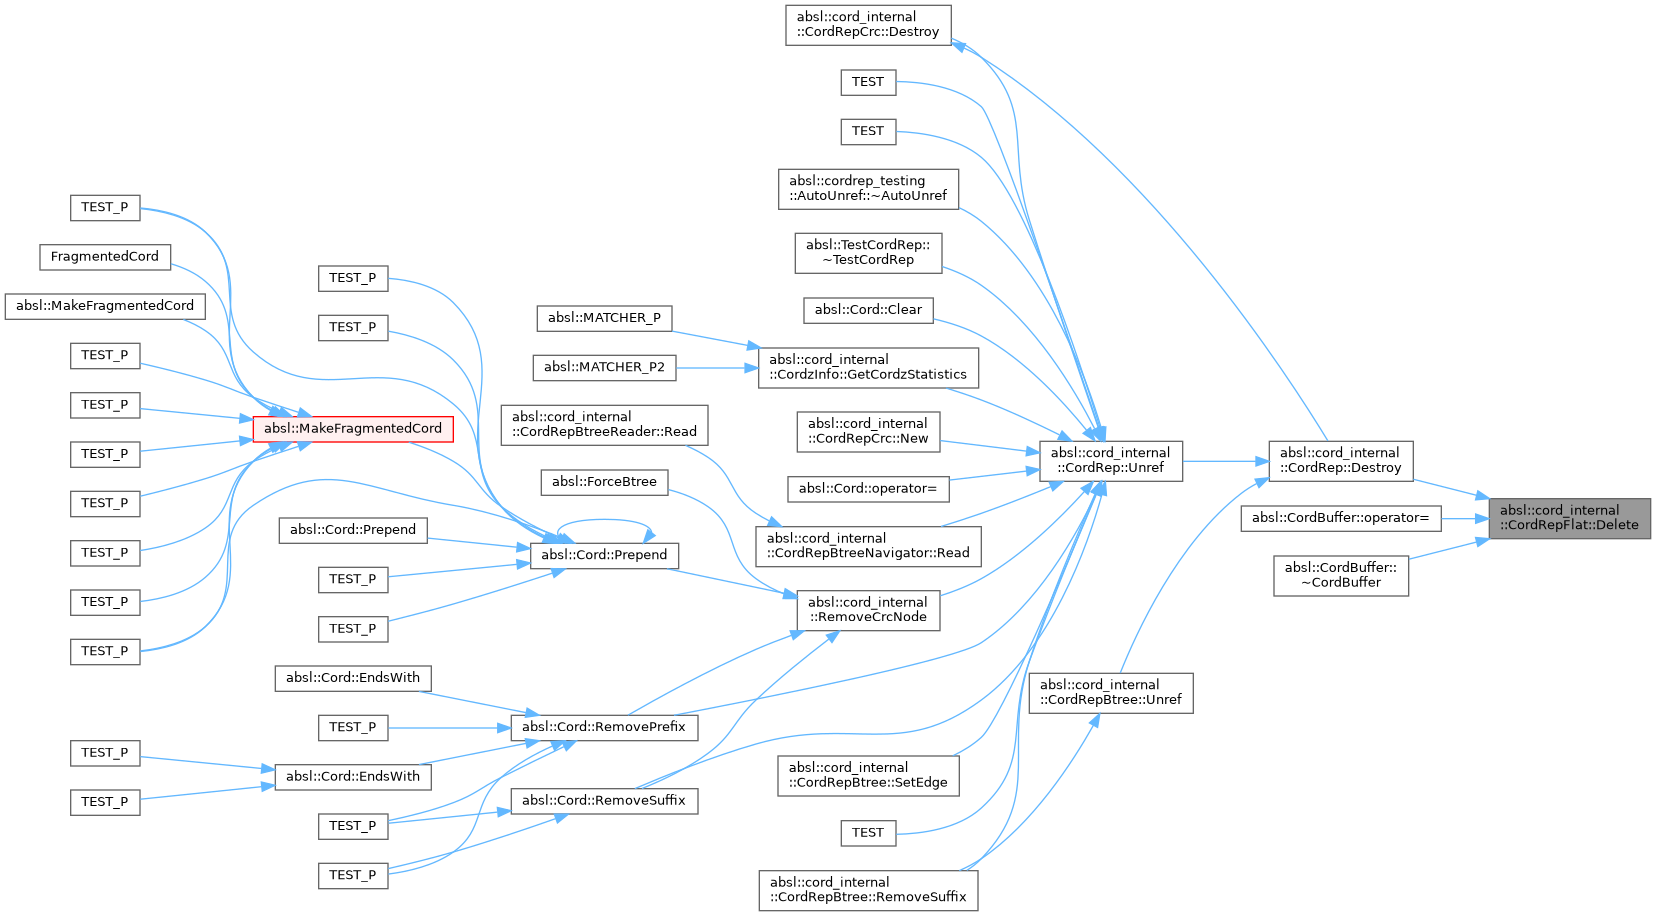 absl::cord_internal
::CordRepCrc::Destroy
TEST
TEST
absl::cordrep_testing
::AutoUnref::~AutoUnref
absl::TestCordRep::
~TestCordRep
absl::Cord::Clear
absl::cord_internal
::CordzInfo::GetCordzStatistics
absl::cord_internal
::CordRepCrc::New
absl::Cord::operator=
absl::cord_internal
::CordRepBtreeNavigator::Read
absl::cord_internal
::RemoveCrcNode
absl::cord_internal
::CordRepBtree::SetEdge
TEST
absl::cord_internal
::CordRepBtree::RemoveSuffix
absl::MATCHER_P
absl::MATCHER_P2
absl::cord_internal
::CordRepBtreeReader::Read
absl::ForceBtree
absl::Cord::Prepend
absl::Cord::RemovePrefix
absl::Cord::RemoveSuffix
TEST_P
TEST_P
absl::MakeFragmentedCord
absl::Cord::Prepend
TEST_P
TEST_P
absl::Cord::EndsWith
TEST_P
absl::Cord::EndsWith
TEST_P
TEST_P
TEST_P
FragmentedCord
absl::MakeFragmentedCord
TEST_P
TEST_P
TEST_P
TEST_P
TEST_P
TEST_P
TEST_P
TEST_P
TEST_P
absl::cord_internal
::CordRep::Unref
absl::cord_internal
::CordRepBtree::Unref
absl::cord_internal
::CordRep::Destroy
absl::CordBuffer::operator=
absl::CordBuffer::
~CordBuffer
absl::cord_internal
::CordRepFlat::Delete